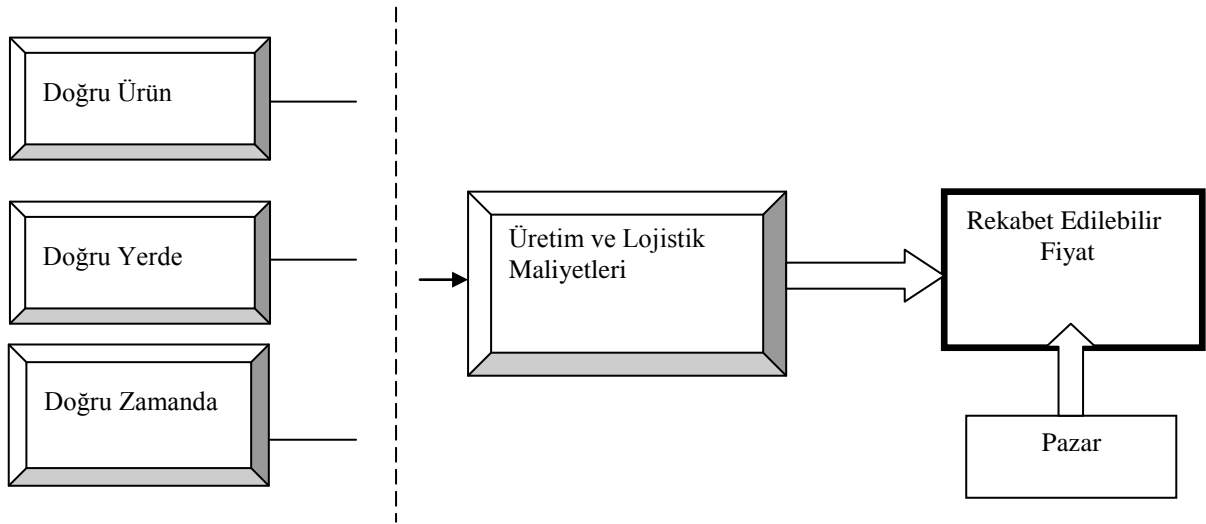 Doğru Ürün
Doğru Yerde
Doğru Zamanda
Üretim ve Lojistik
Maliyetleri
Rekabet Edilebilir
Fiyat
Pazar